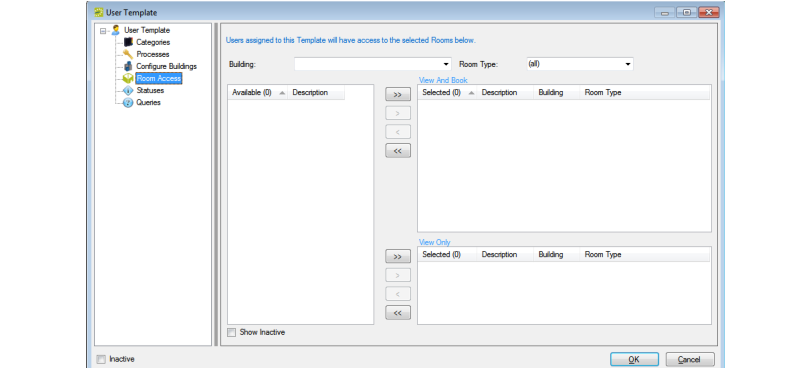 User Template
User Template
Categories
Processes
Configure Buildings
Room Access
Statuses
Queries
Users assigned to this Template will have access to the selected Rooms below.
Building:
Room Type: (all)
Available (0) Description
>>
>
<
<<
View And Book
Selected (0) Description Building Room Type
>>
>
<
<<
View Only
Selected (0) Description Building Room Type
Show Inactive
Inactive
OK
Cancel